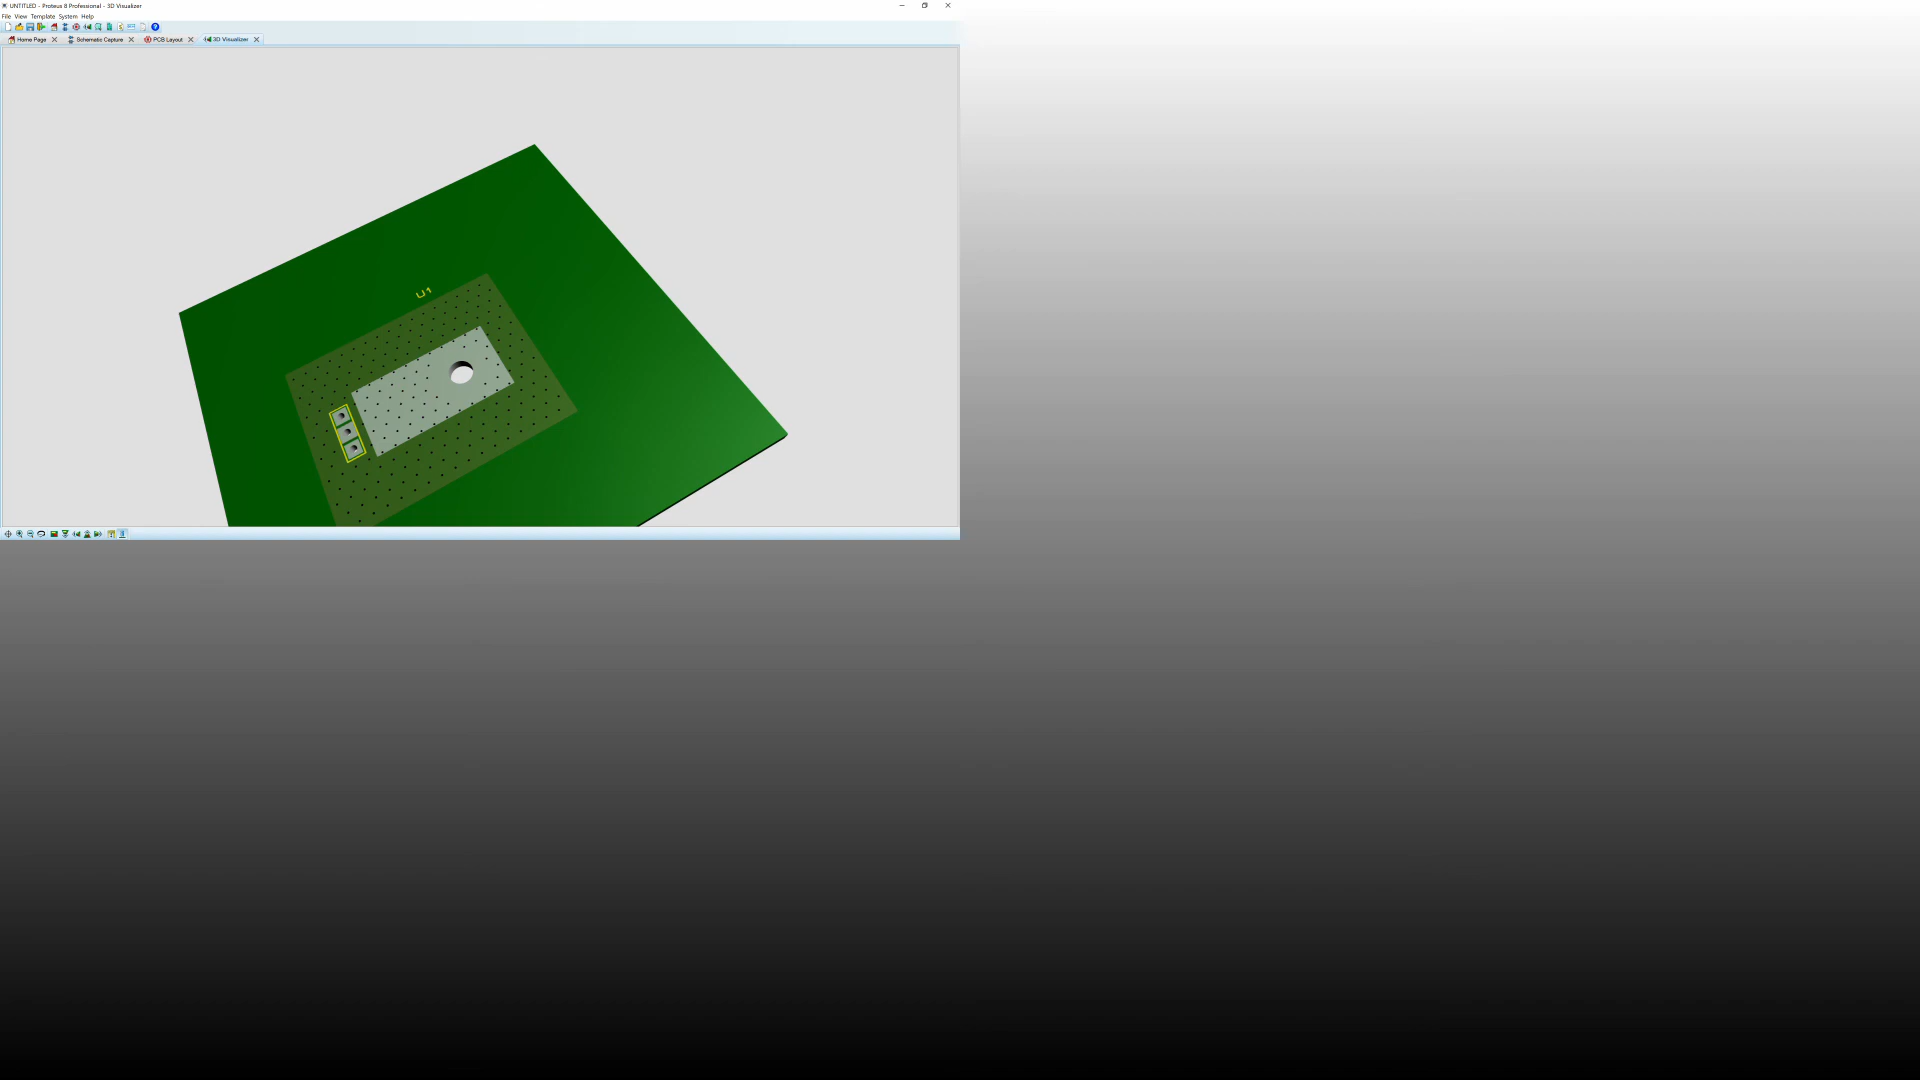 UNTITLED - Proteus 8 Professional - 3D Visualizer
File View Template System Help
Home Page Schematic Capture PCB Layout 3D Visualizer
U1